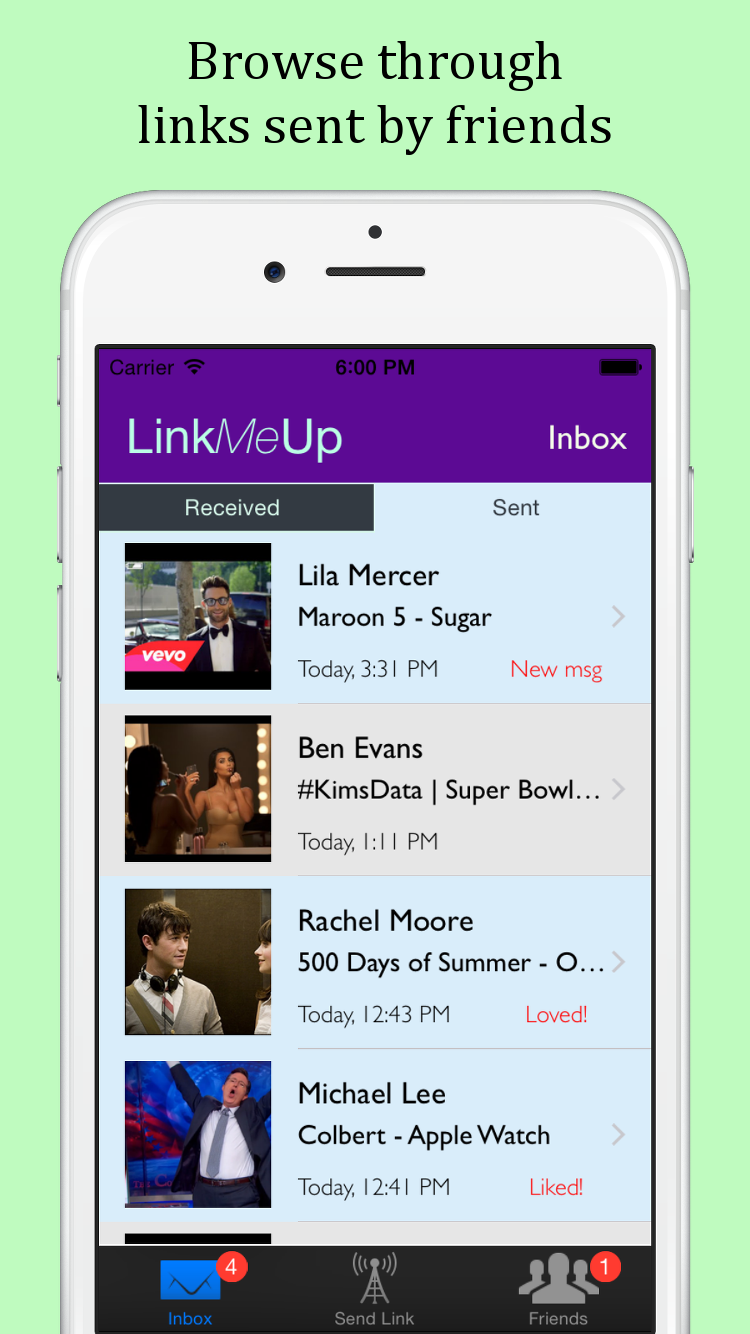 Browse through
links sent by friends
Carrier 6:00 PM
LinkMeUp Inbox
Received Sent
vevo
Lila Mercer
Maroon 5 - Sugar
Today, 3:31 PM New msg
Ben Evans
#KimsData | Super Bowl...
Today, 1:11 PM
Rachel Moore
500 Days of Summer - O...
Today, 12:43 PM Loved!
Michael Lee
Colbert - Apple Watch
Today, 12:41 PM Liked!
4 1
Inbox Send Link Friends